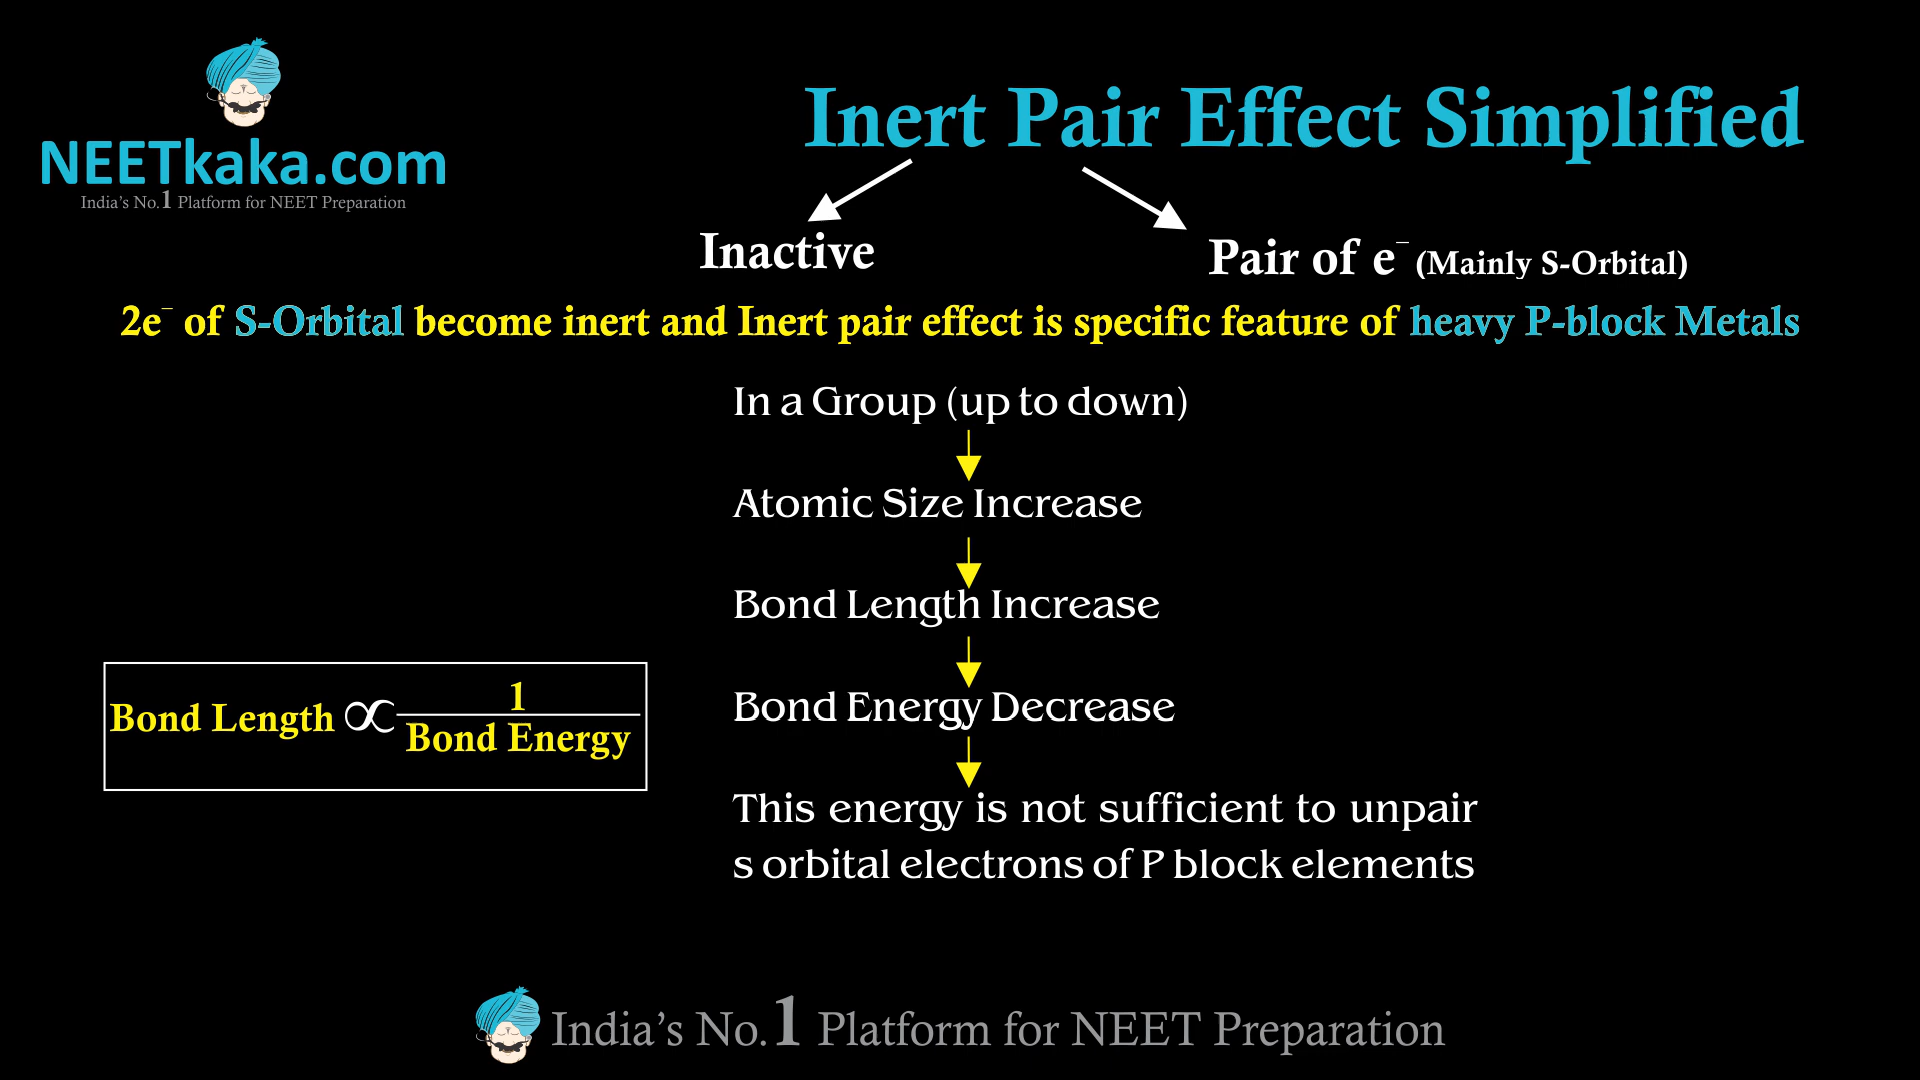 NEETkaka.com
India's No.1 Platform for NEET Preparation
Inert Pair Effect Simplified
Inactive
Pair of e⁻ (Mainly S-Orbital)
2e⁻ of S-Orbital become inert and Inert pair effect is specific feature of heavy P-block Metals
In a Group (up to down)
Atomic Size Increase
Bond Length Increase
Bond Energy Decrease
This energy is not sufficient to unpair
s orbital electrons of P block elements
Bond Length ∝ 1
Bond Energy
India's No.1 Platform for NEET Preparation